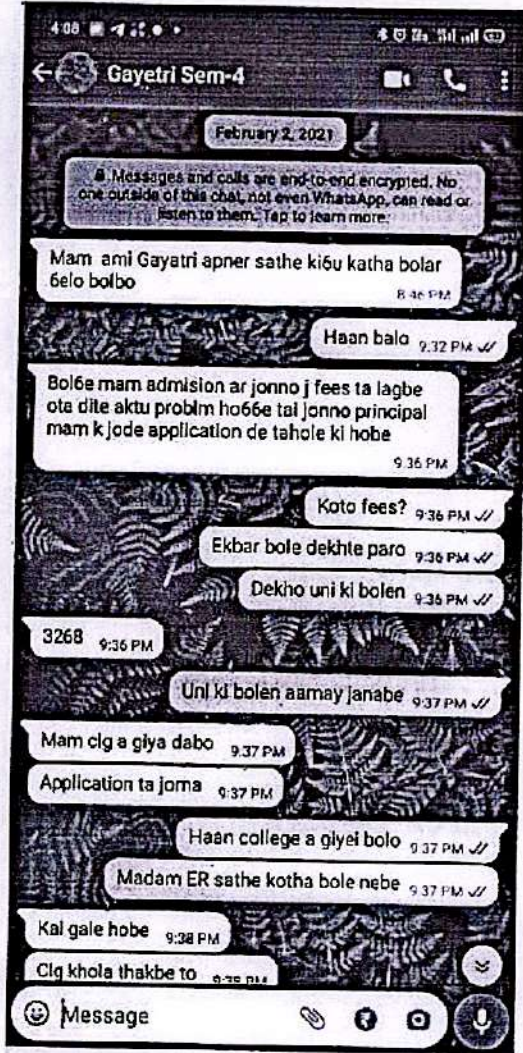 4:08
Gayetri Sem-4
February 2, 2021
Messages and calls are end-to-end encrypted. No
one outside of this chat, not even WhatsApp, can read or
listen to them. Tap to learn more.
Mam ami Gayatri apner sathe ki6u katha bolar
6elo bolbo
8:46 PM
Haan balo 9:32 PM
Bol6e mam admision ar jonno j fees ta lagbe
ota dite aktu problm ho66e tai jonno principal
mam k jode application de tahole ki hobe
9:36 PM
Koto fees? 9:36 PM
Ekbar bole dekhte paro 9:36 PM
Dekho uni ki bolen 9:36 PM
3268 9:36 PM
Uni ki bolen aamay janabe 9:37 PM
Mam clg a giya dabo 9:37 PM
Application ta joma 9:37 PM
Haan college a giyei bolo 9:37 PM
Madam ER sathe kotha bole nebe 9:37 PM
Kal gale hobe 9:38 PM
Clg khola thakbe to 9:38 PM
Message